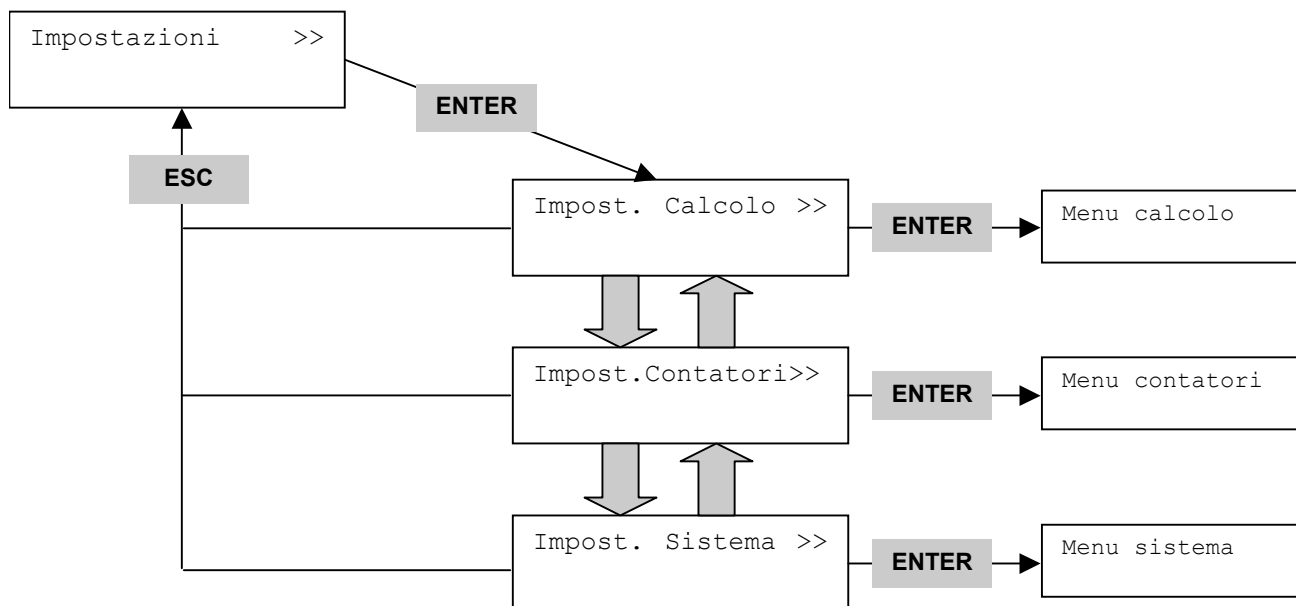 Impostazioni >>
ENTER
ESC
Impost. Calcolo >>
ENTER
Menu calcolo
Impost.Contatori>>
ENTER
Menu contatori
Impost. Sistema >>
ENTER
Menu sistema